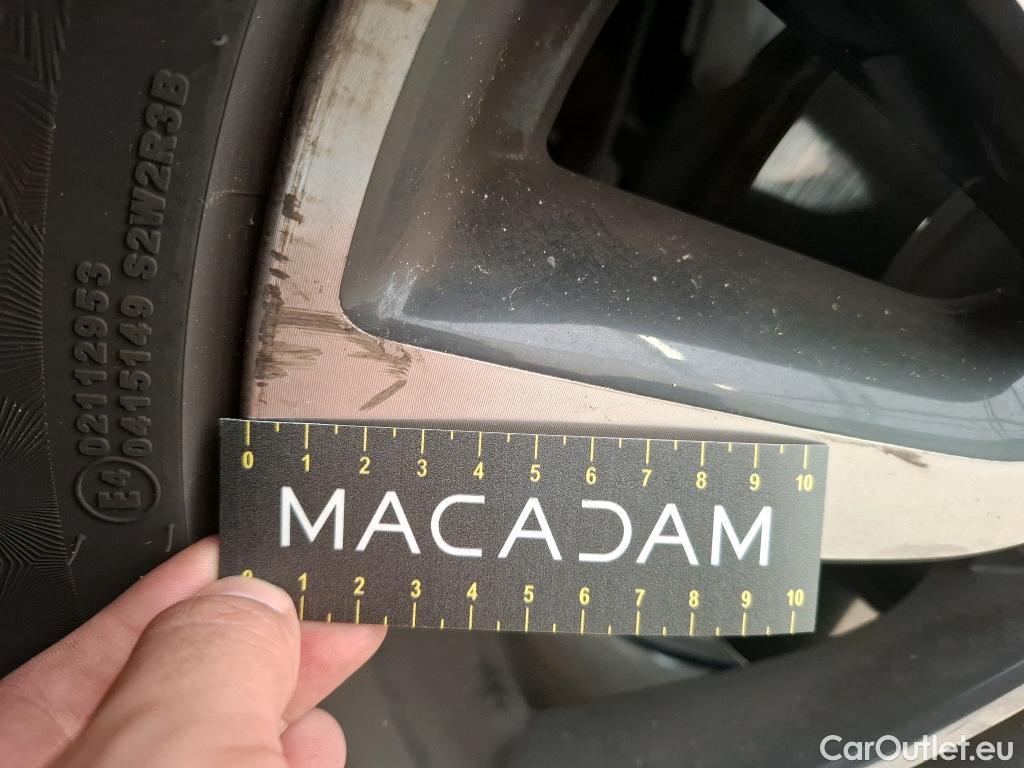 02112953
0415149 S2W2R3B
E4
0 1 2 3 4 5 6 7 8 9 10
MACADAM
1 2 3 4 5 6 7 8 9 10
CarOutlet.eu